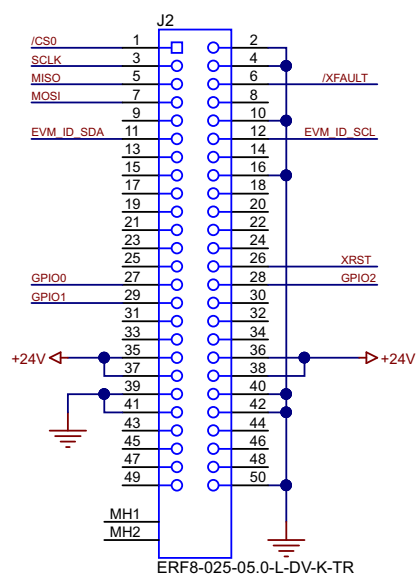 J2
/CS0 1 2
SCLK 3 4
MISO 5 6 /XFAULT
MOSI 7 8
9 10
EVM_ID_SDA 11 12 EVM_ID_SCL
13 14
15 16
17 18
19 20
21 22
23 24
25 26 XRST
GPIO0 27 28 GPIO2
GPIO1 29 30
31 32
33 34
+24V 35 36 +24V
37 38
39 40
41 42
43 44
45 46
47 48
49 50
MH1
MH2
ERF8-025-05.0-L-DV-K-TR